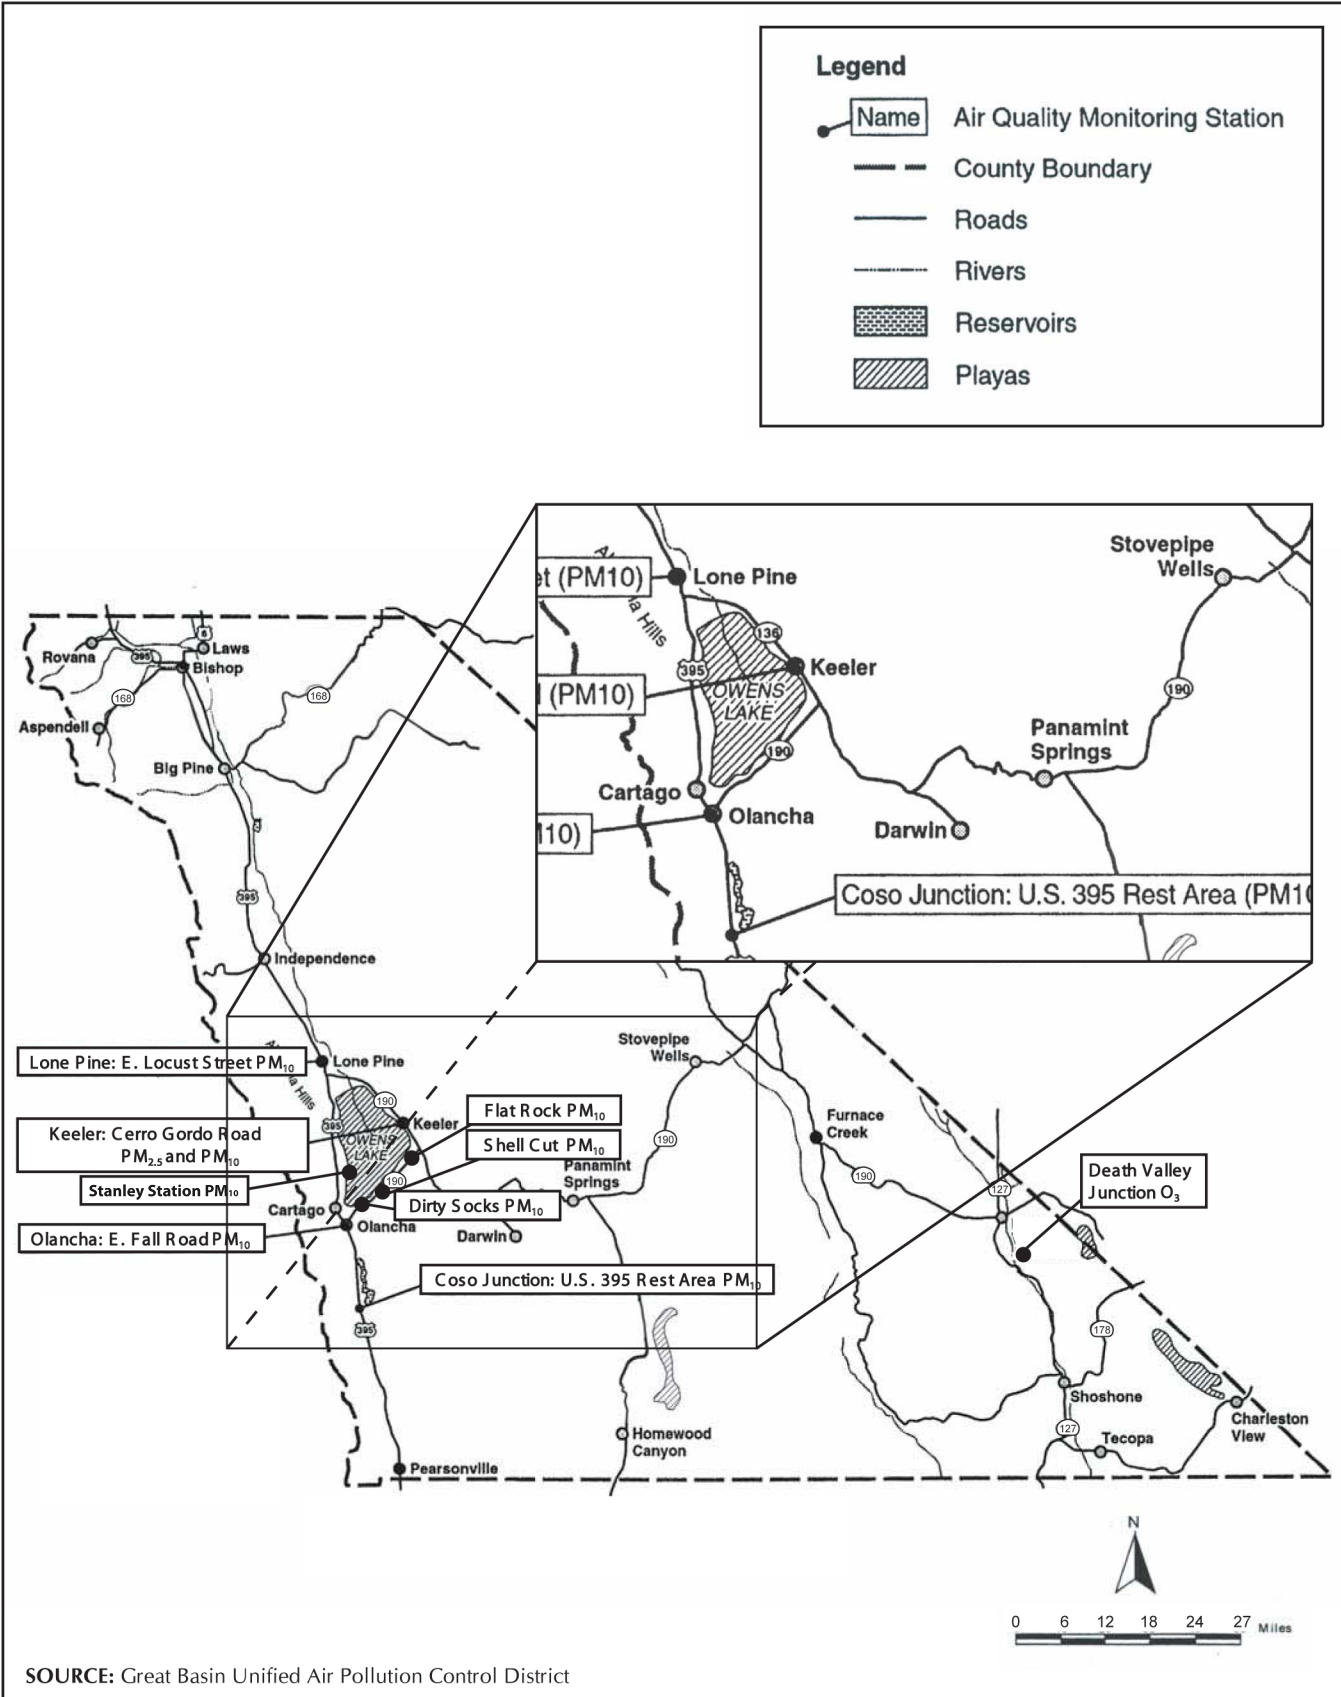 Legend
Name
Air Quality Monitoring Station
County Boundary
Roads
Rivers
Reservoirs
Playas
et (PM10)
Lone Pine
Stovepipe
Wells
a Hills
136
395
Keeler
(PM10)
OWENS
LAKE
190
190
Panamint
Springs
Cartago
Olancha
Darwin
10)
Coso Junction: U.S. 395 Rest Area (PM10
6
Laws
Rovana
395
Bishop
168
168
Aspendell
Big Pine
395
Independence
Lone Pine: E. Locust Street PM10
Lone Pine
a Hills
Stovepipe
Wells
190
395
Keeler
Flat Rock PM10
Keeler: Cerro Gordo Road
PM2.5 and PM10
OWENS
LAKE
Shell Cut PM10
190
Furnace
Creek
Panamint
Springs
190
Stanley Station PM10
190
Dirty Socks PM10
Cartago
Olancha
Darwin
Olancha: E. Fall Road PM10
127
Death Valley
Junction O3
Coso Junction: U.S. 395 Rest Area PM10
395
178
Shoshone
Charleston
View
127
Tecopa
Homewood
Canyon
Pearsonville
N
0 6 12 18 24 27 Miles
SOURCE: Great Basin Unified Air Pollution Control District